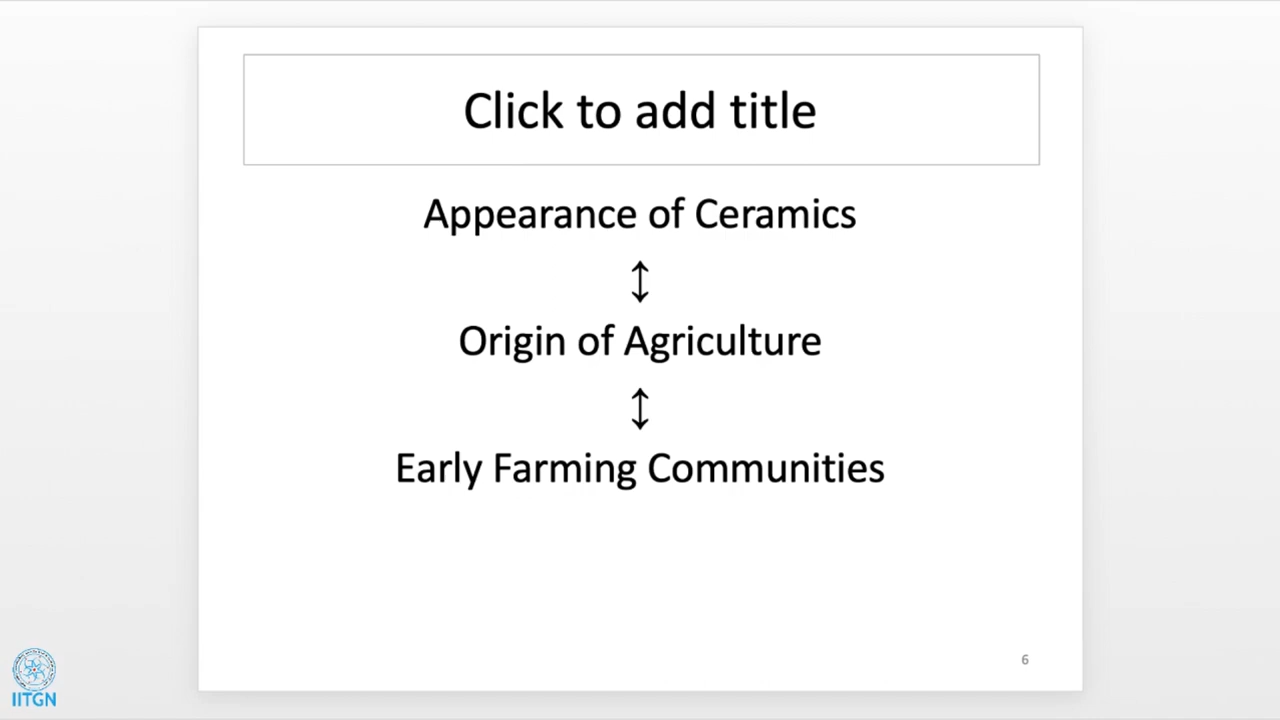 Click to add title
Appearance of Ceramics
↕
Origin of Agriculture
↕
Early Farming Communities
6
IITGN